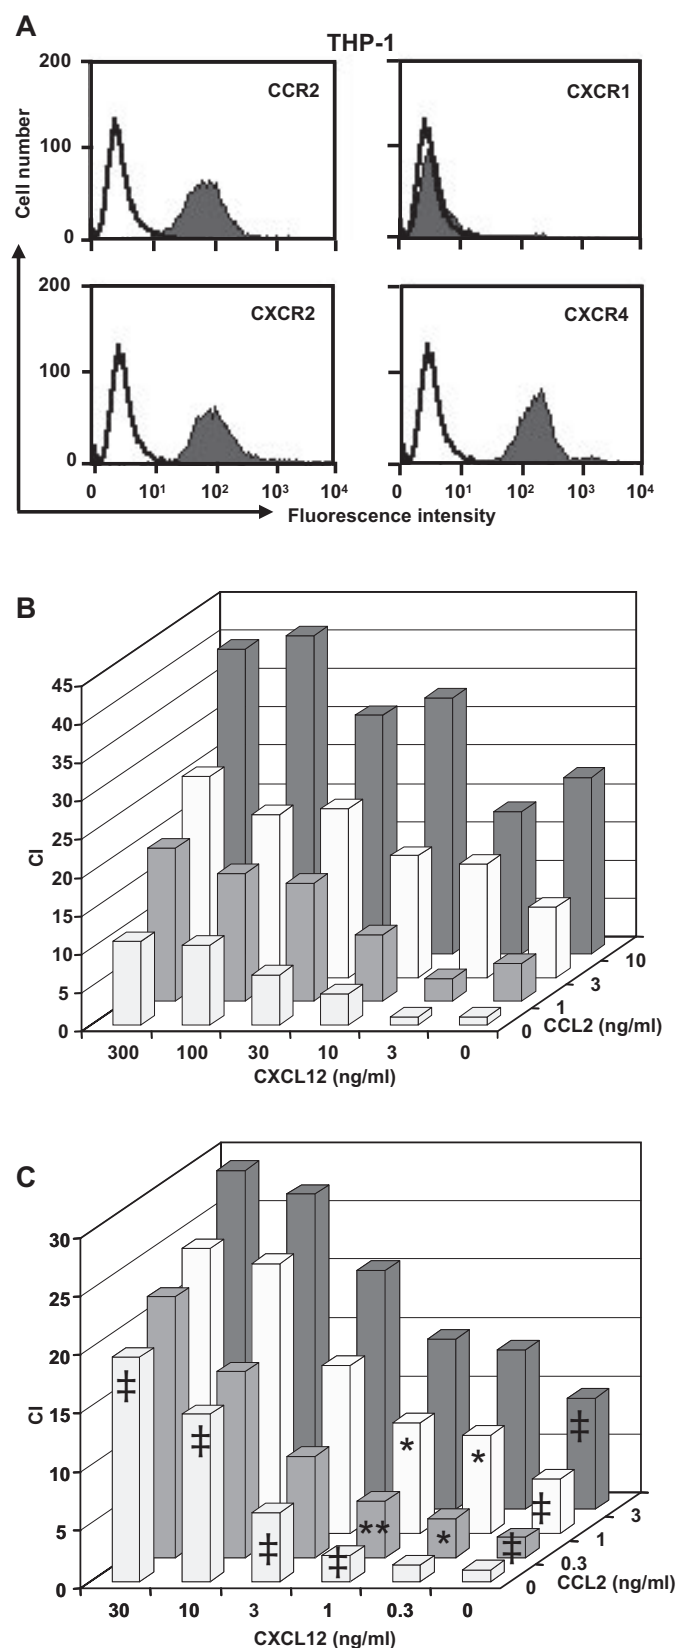 A
THP-1
200
CCR2
CXCR1
Cell number
100
0
200
CXCR2
CXCR4
100
0
0 10¹ 10² 10³ 10⁴
0 10¹ 10² 10³ 10⁴
Fluorescence intensity
B
45
40
35
30
25
20
15
10
5
0
CI
10
3
1
0
CCL2 (ng/ml)
300 100 30 10 3 0
CXCL12 (ng/ml)
C
30
25
20
15
10
5
0
CI
‡ ‡ ‡ ‡
** * ‡
* * ‡
‡
3
1
0.3
0
CCL2 (ng/ml)
30 10 3 1 0.3 0
CXCL12 (ng/ml)